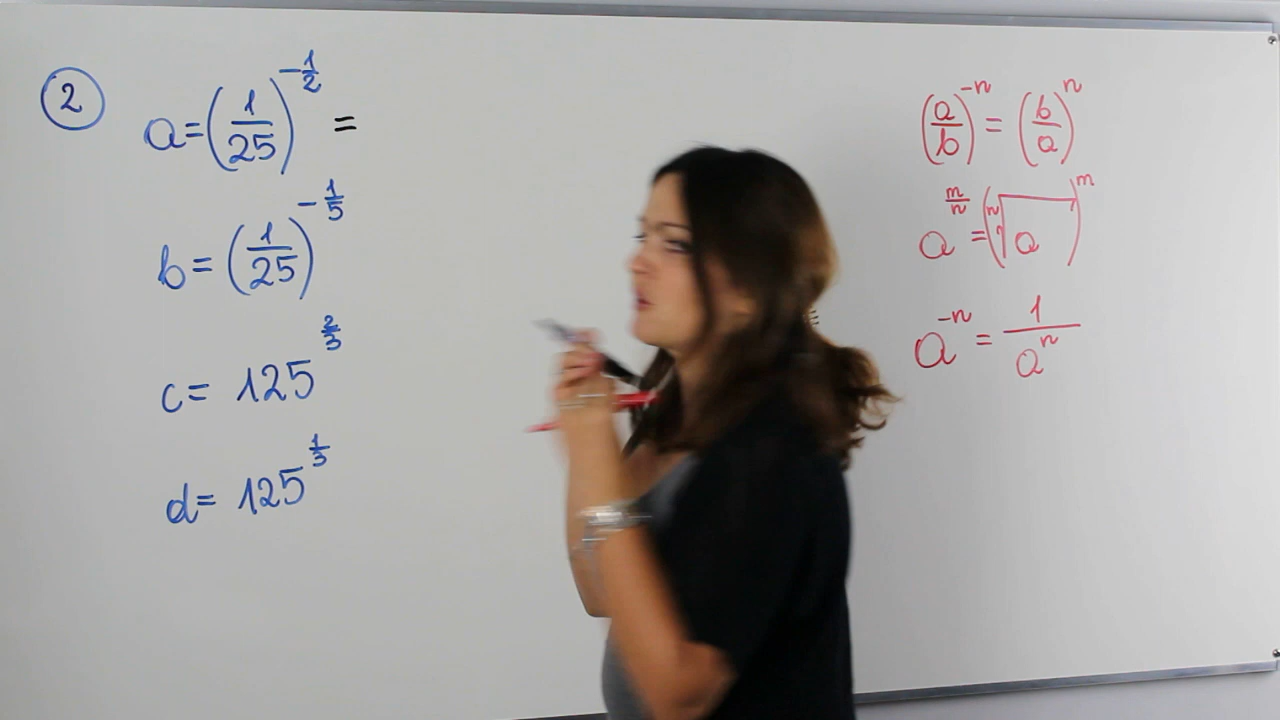 2
a=(1/25)^(-1/2) =
b=(1/25)^(-1/5)
c= 125^(2/3)
d= 125^(1/3)
(a/b)^(-n) = (b/a)^n
a^(m/n) = (ⁿ√a)^m
a^(-n) = 1/a^n